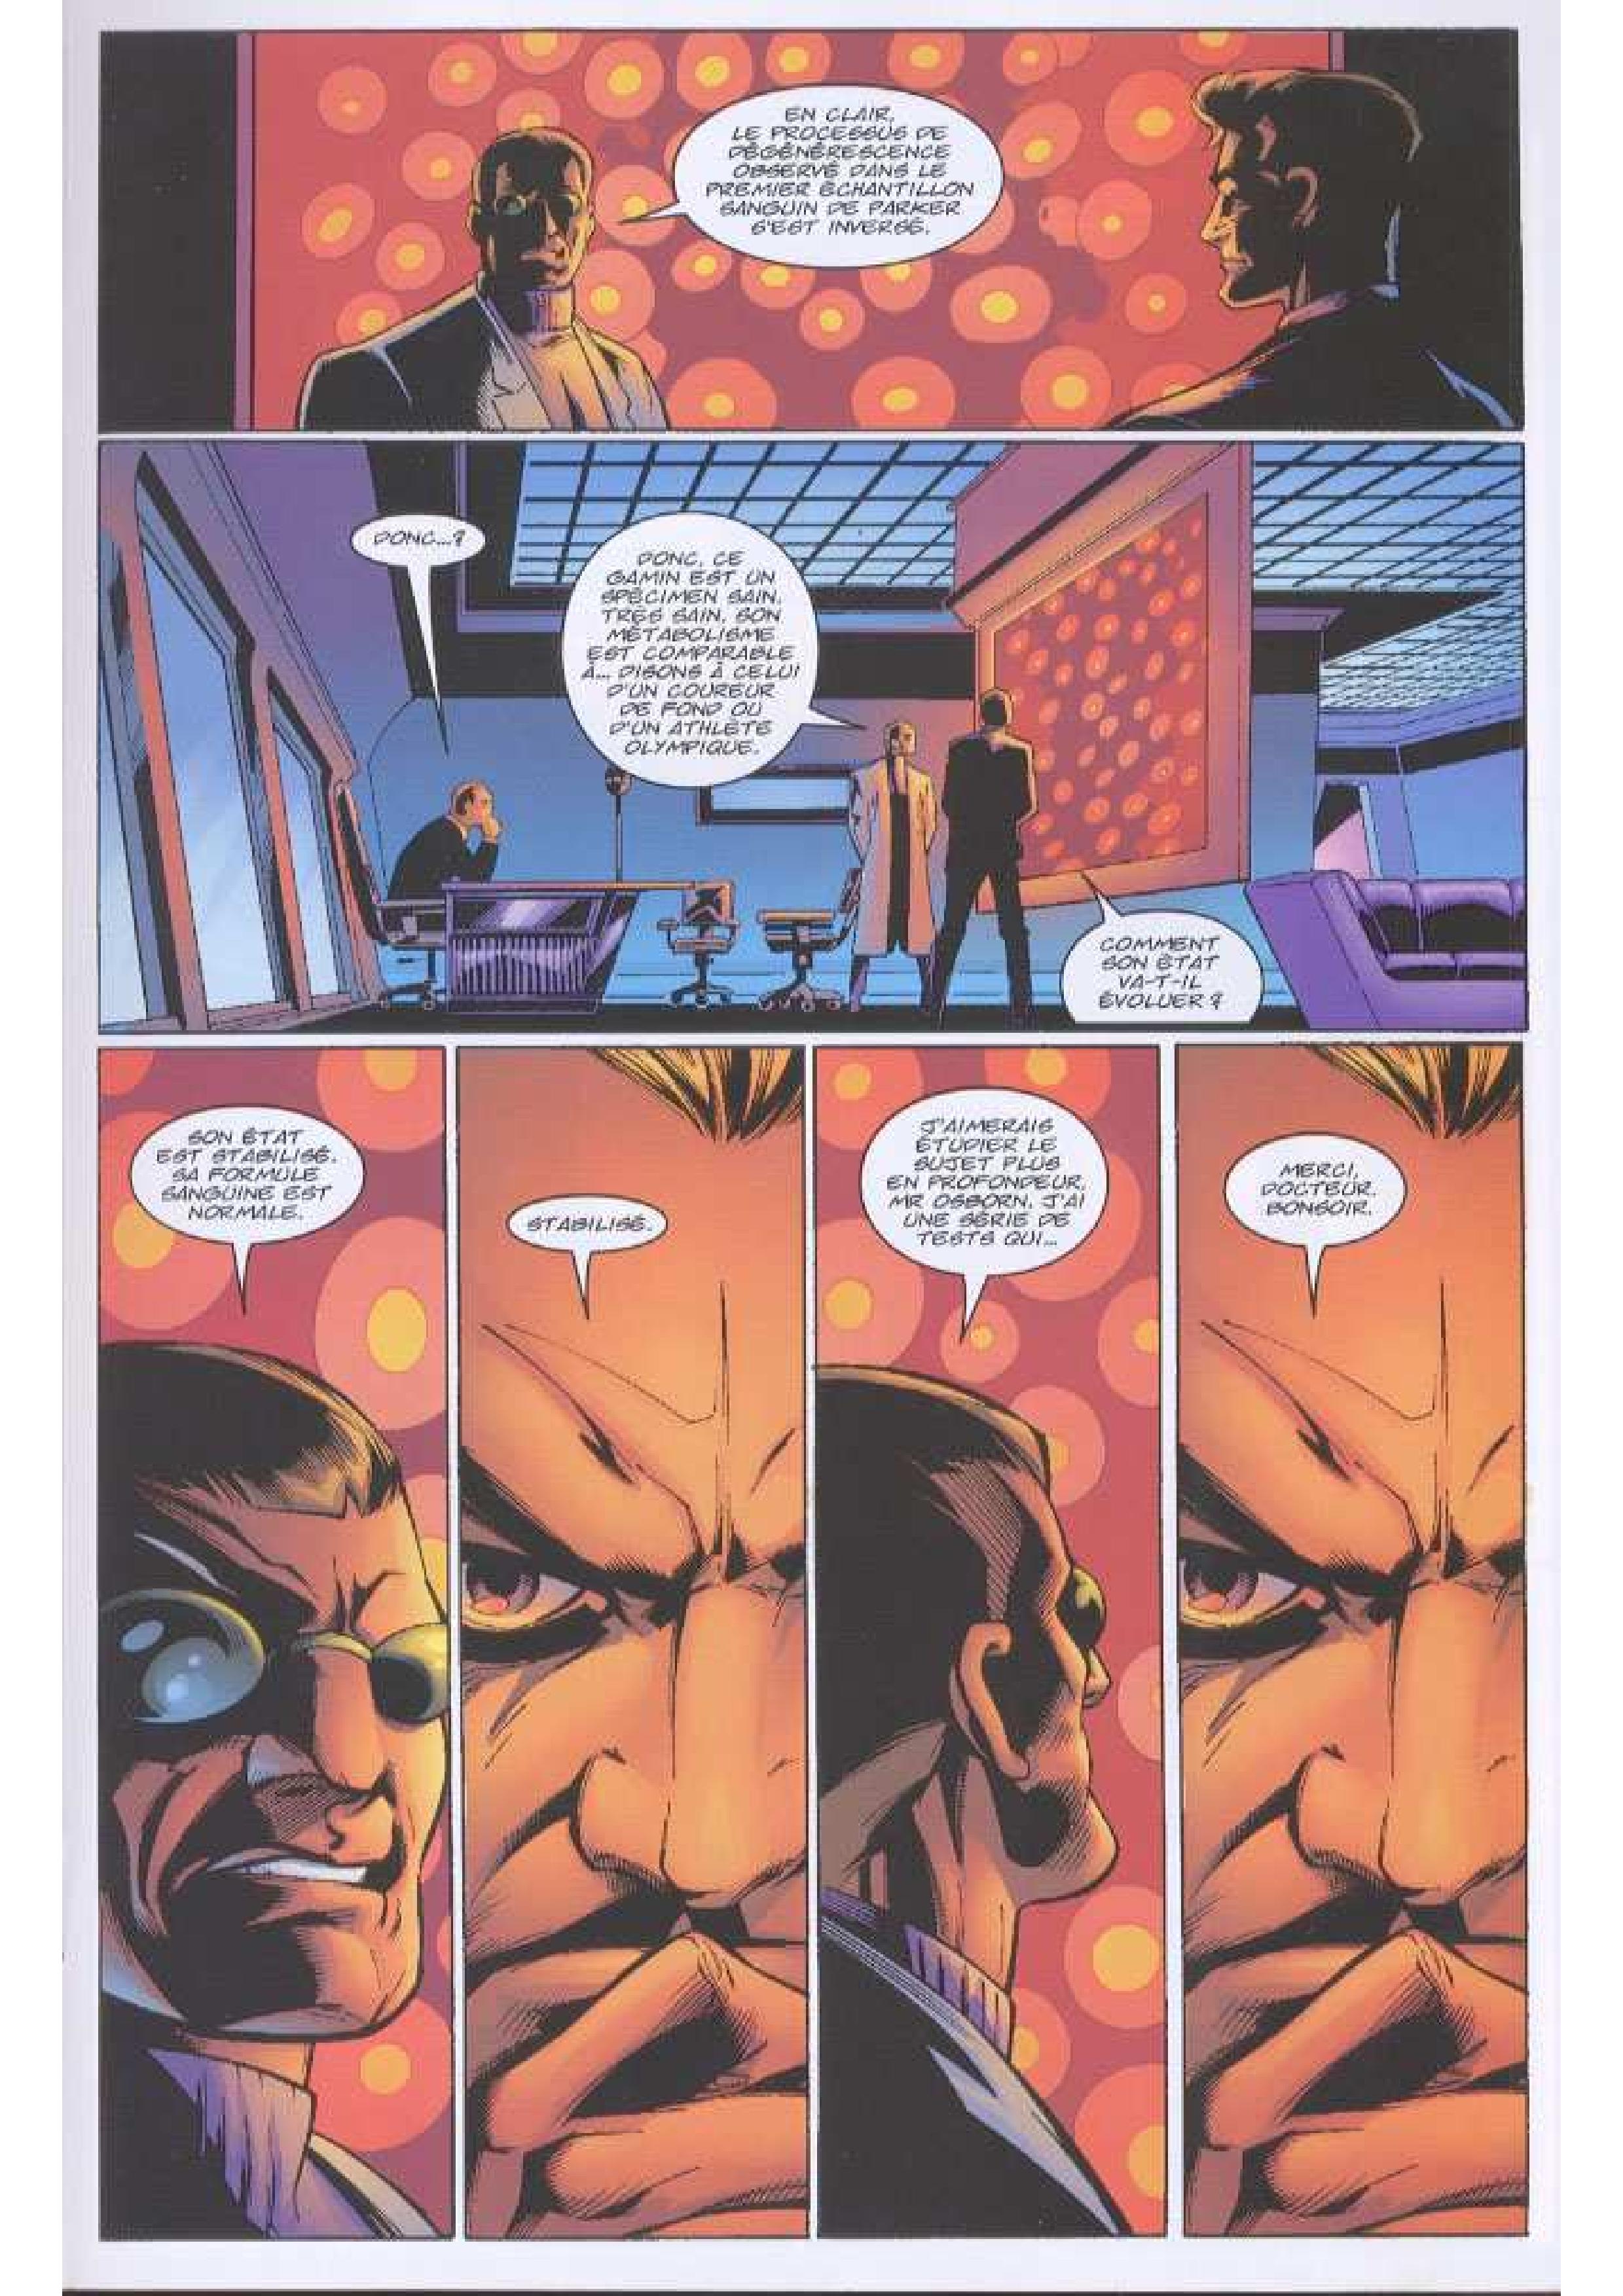 EN CLAIR,
LE PROCESSUS DE
DÉGÉNÉRESCENCE
OBSERVÉ DANS LE
PREMIER ÉCHANTILLON
SANGUIN DE PARKER
S'EST INVERSÉ.
DONC...?
DONC, CE
GAMIN EST UN
SPÉCIMEN SAIN.
TRÈS SAIN. SON
MÉTABOLISME
EST COMPARABLE
À... DISONS À CELUI
D'UN COUREUR
DE FOND OU
D'UN ATHLÈTE
OLYMPIQUE.
COMMENT
SON ÉTAT
VA-T-IL
ÉVOLUER ?
SON ÉTAT
EST STABILISÉ.
SA FORMULE
SANGUINE EST
NORMALE.
STABILISÉ.
J'AIMERAIS
ÉTUDIER LE
SUJET PLUS
EN PROFONDEUR,
MR OSBORN. J'AI
UNE SÉRIE DE
TESTS QUI...
MERCI,
DOCTEUR.
BONSOIR.